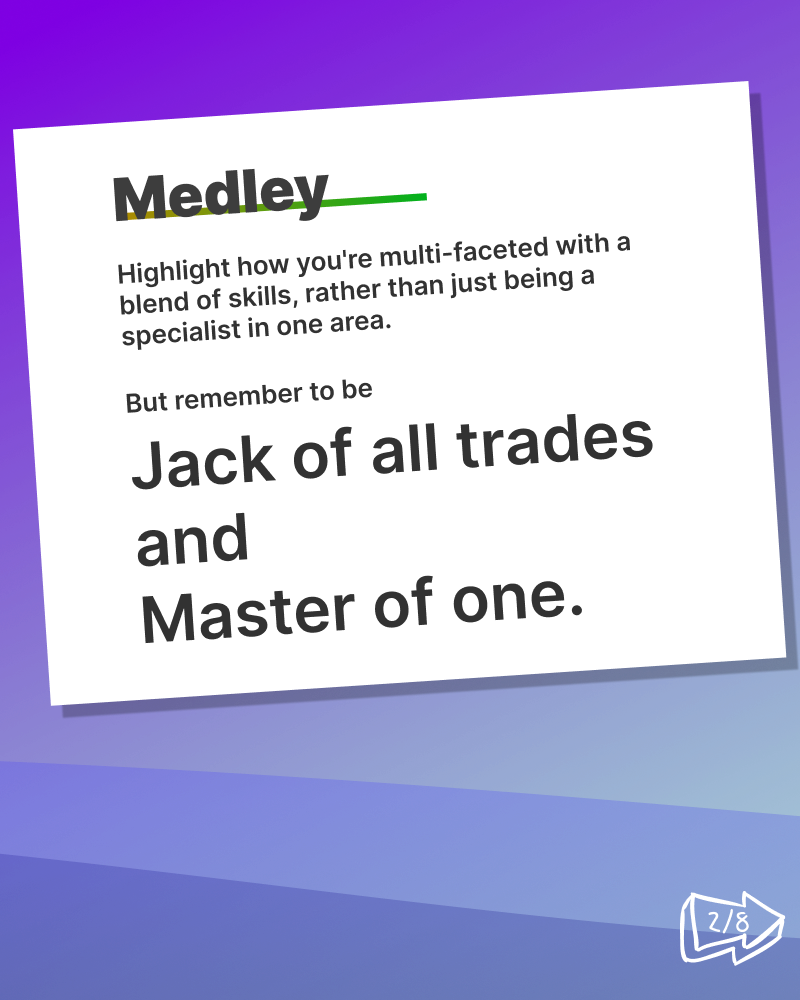 Medley
Highlight how you're multi-faceted with a
blend of skills, rather than just being a
specialist in one area.
But remember to be
Jack of all trades
and
Master of one.
2/8